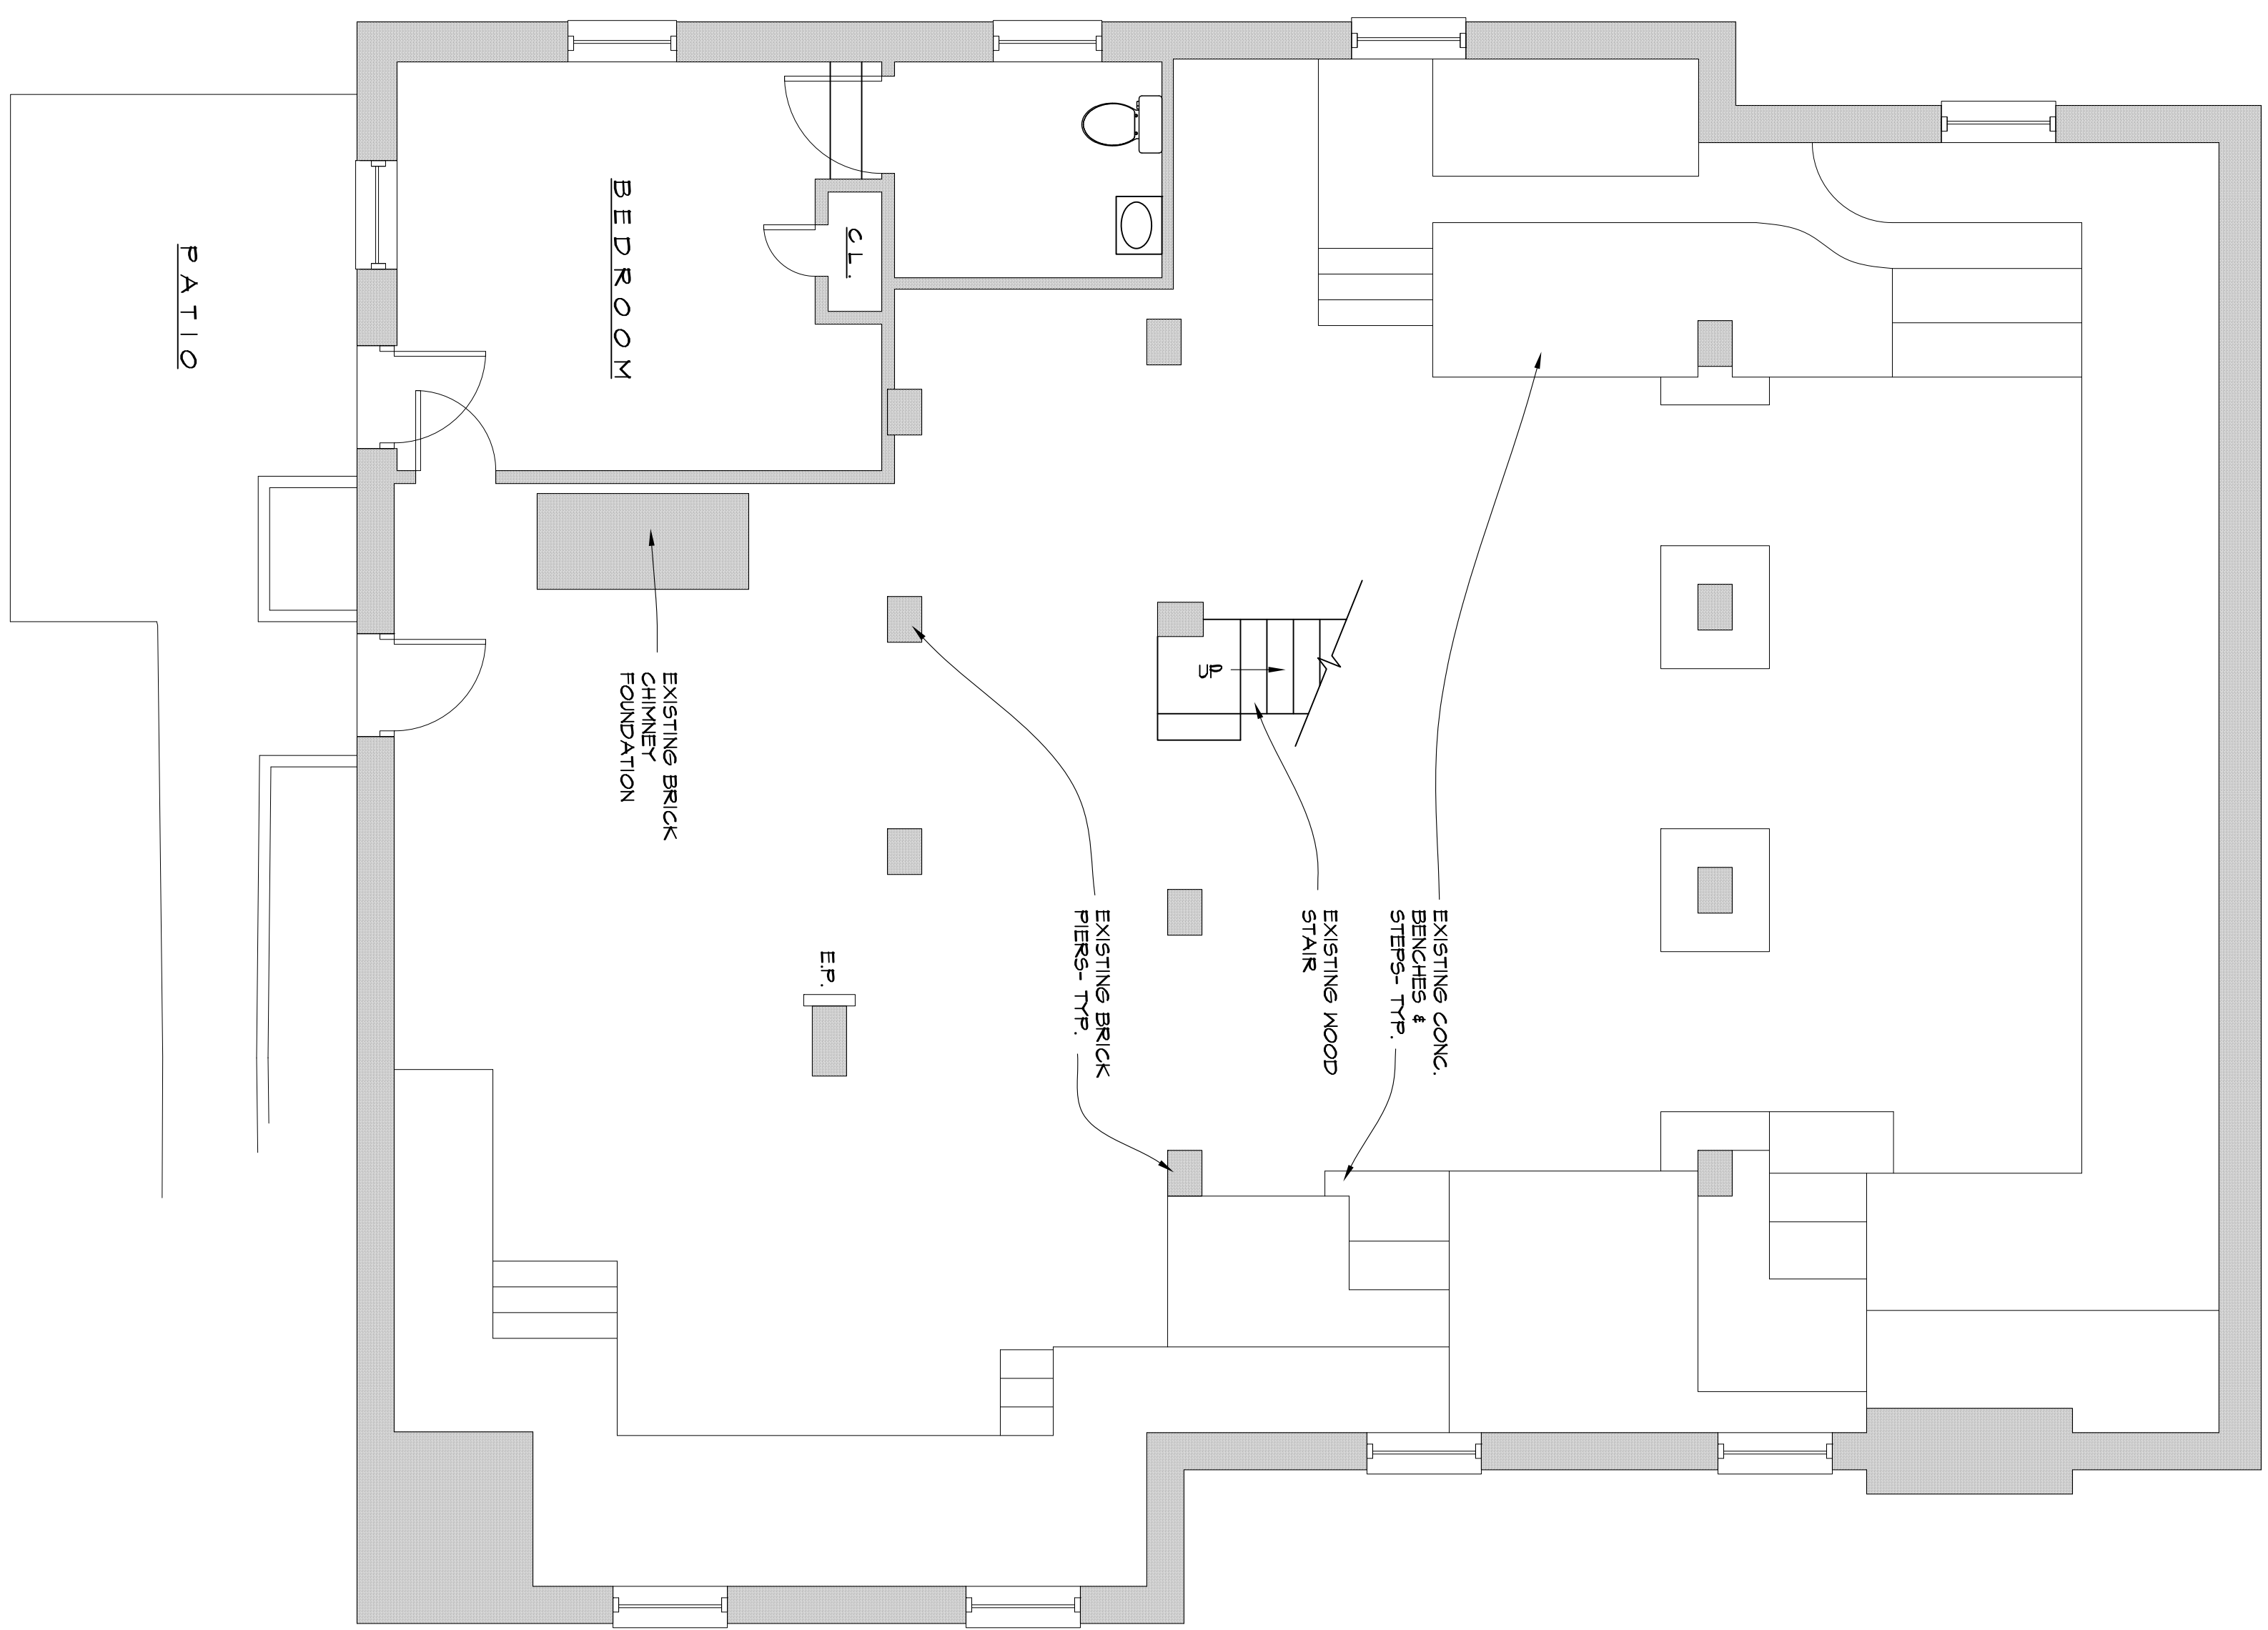 PATIO
BEDROOM
C.L.
UP
EXISTING BRICK
CHIMNEY
FOUNDATION
E.P.
EXISTING BRICK
PIERS- TYP.
EXISTING WOOD
STAIR
EXISTING CONC.
BENCHES &
STEPS- TYP.